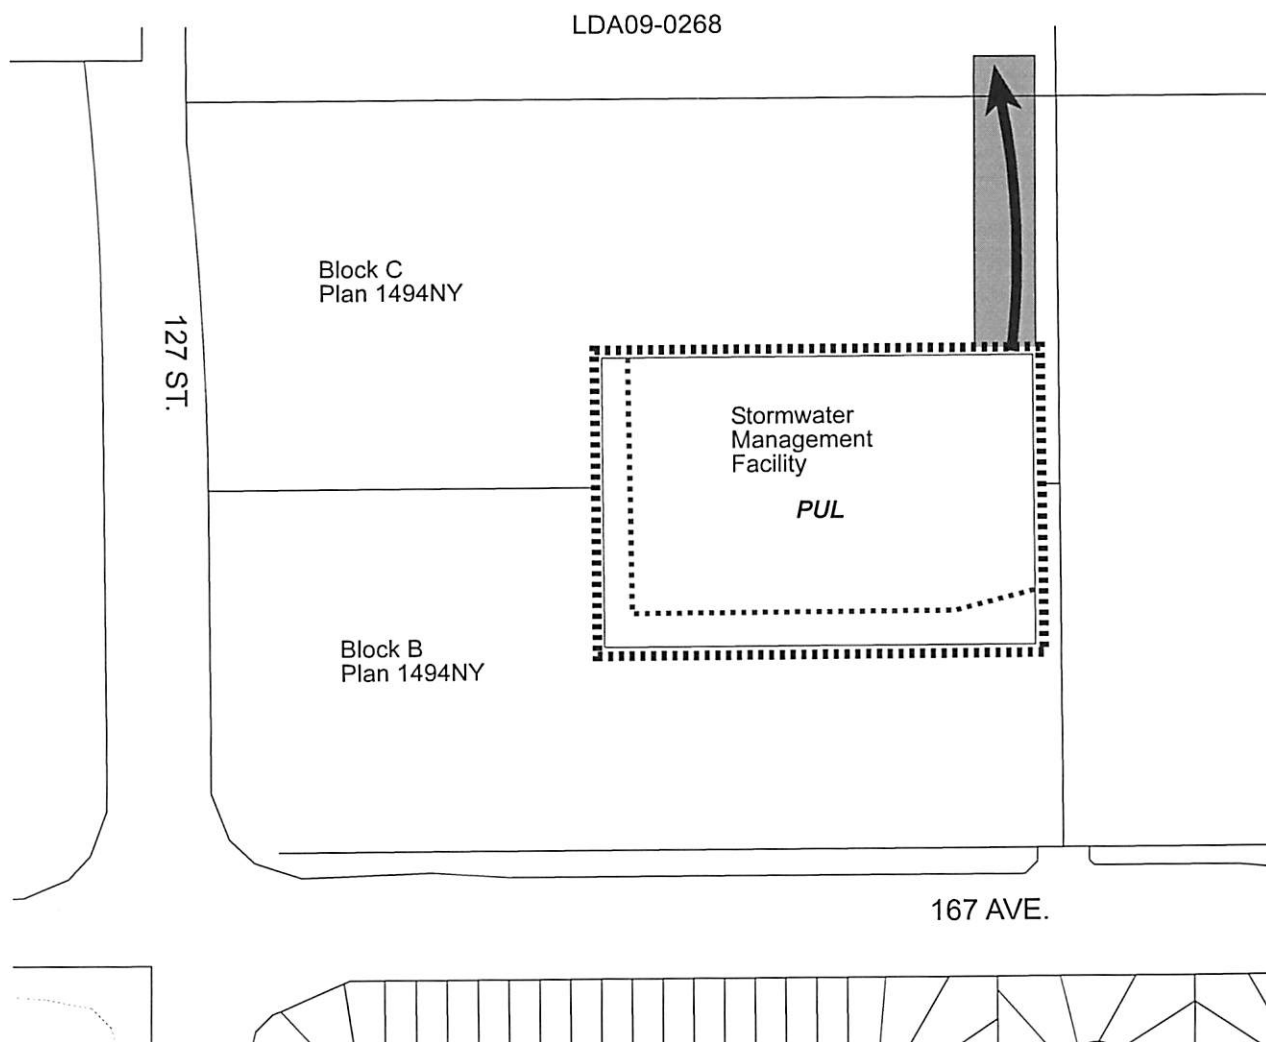 LDA09-0268
Block C
Plan 1494NY
127 ST.
Stormwater
Management
Facility
PUL
Block B
Plan 1494NY
167 AVE.